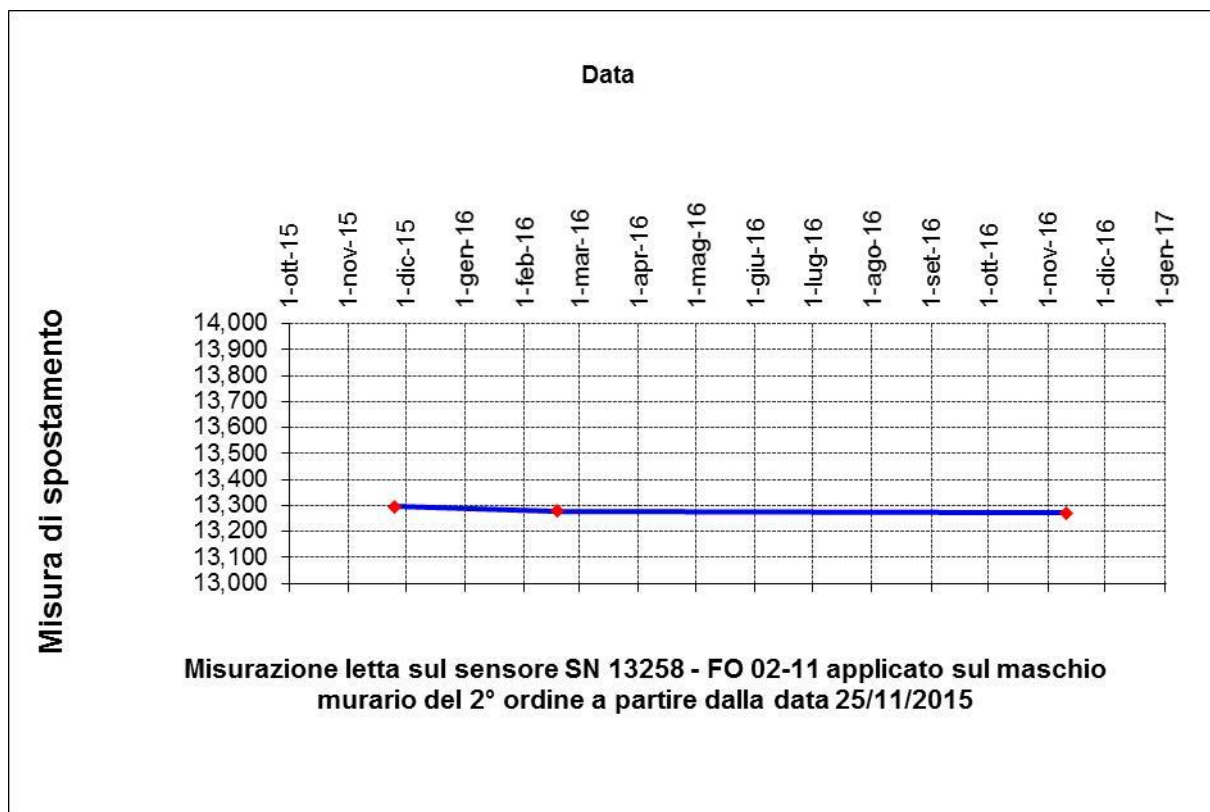 Data
1-ott-15
1-nov-15
1-dic-15
1-gen-16
1-feb-16
1-mar-16
1-apr-16
1-mag-16
1-giu-16
1-lug-16
1-ago-16
1-set-16
1-ott-16
1-nov-16
1-dic-16
1-gen-17
Misura di spostamento
14,000
13,900
13,800
13,700
13,600
13,500
13,400
13,300
13,200
13,100
13,000
Misurazione letta sul sensore SN 13258 - FO 02-11 applicato sul maschio
murario del 2° ordine a partire dalla data 25/11/2015